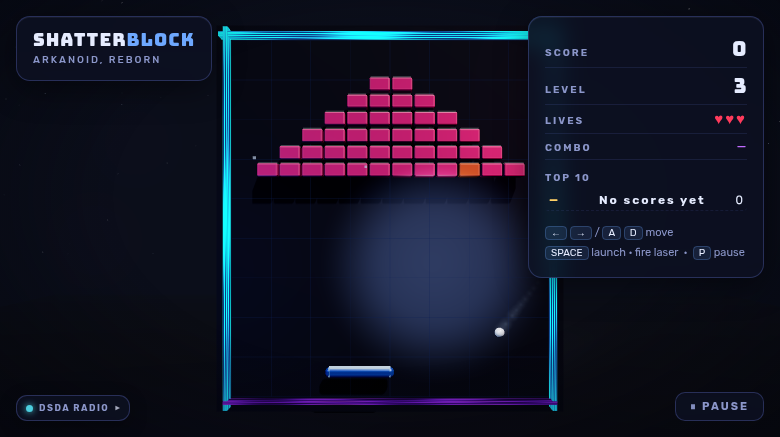 SHATTERBLOCK
ARKANOID, REBORN
SCORE 0
LEVEL 3
LIVES ♥♥♥
COMBO –
TOP 10
– No scores yet 0
← → / A D move
SPACE launch • fire laser • P pause
DSDA RADIO ▸
PAUSE